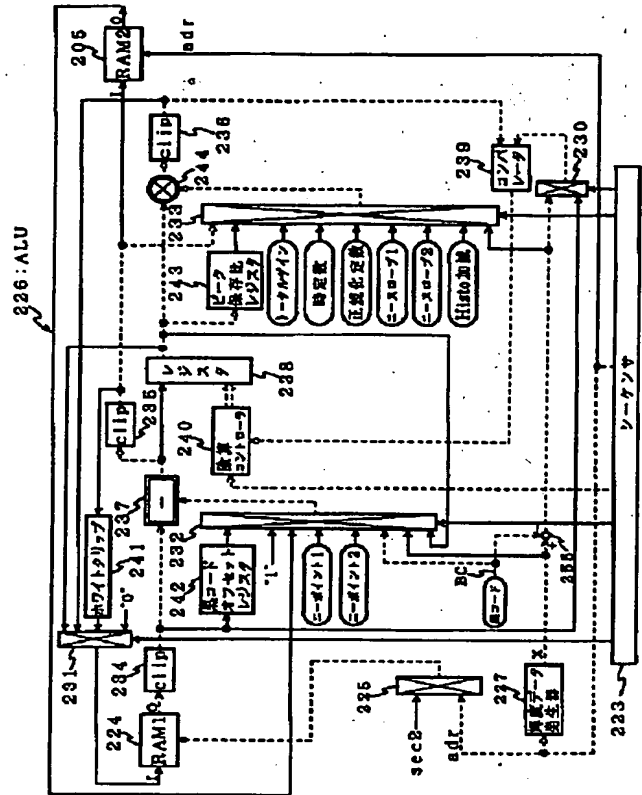 226:ALU
224
RAM1
I
O
234
clip
231
"0"
241
ホワイトクリップ
235
clip
237
−
242
黒コード
オフセット
レジスタ
232
"1"
ニーポイント1
ニーポイント2
BC
黒コード
255
+
−
238
レジスタ
240
除算
コントローラ
243
ピーク
依存比
レジスタ
233
トータルゲイン
時定数
正規化定数
ニースロープ1
ニースロープ2
Histo加減
244
236
clip
205
RAM2
I
O
adr
239
コンパ
レータ
230
225
sec2
adr
227
輝度データ
発生器
X
223
シーケンサ